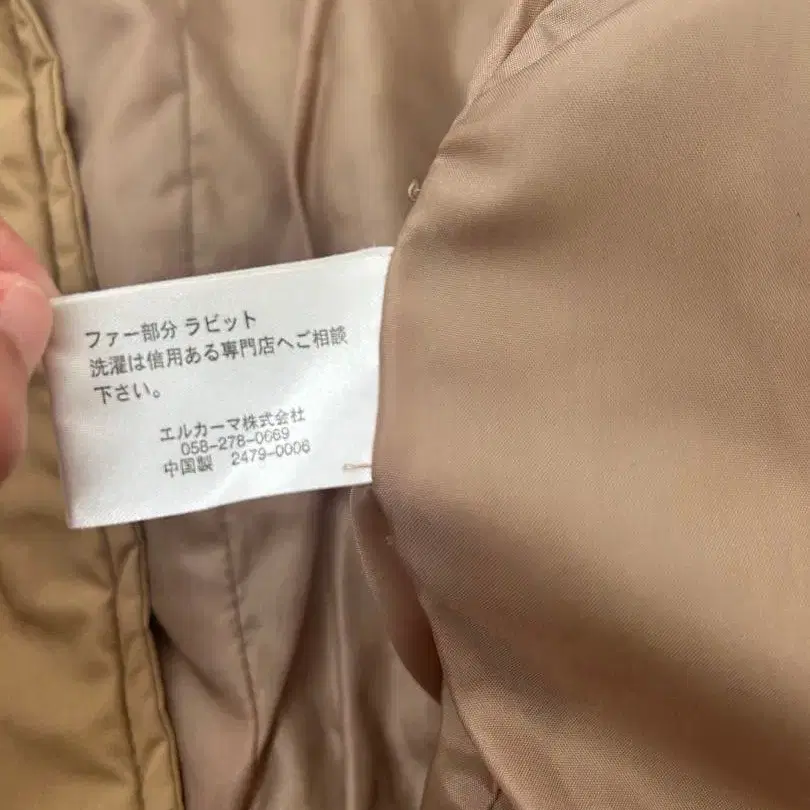 ファー部分 ラビット
洗濯は信用ある専門店へご相談
下さい。
エルカーマ株式会社
058-278-0669
中国製 2479-0006